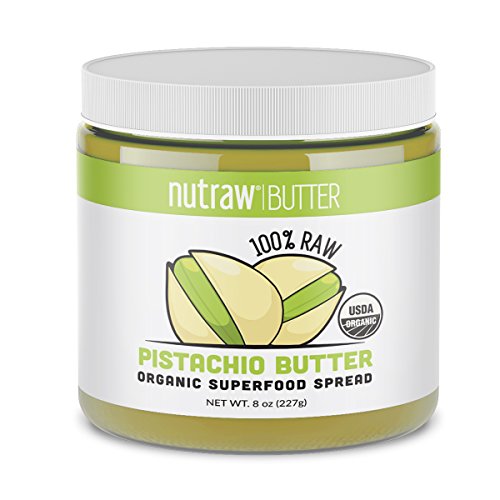 nutraw®|BUTTER
100% RAW
USDA
ORGANIC
PISTACHIO BUTTER
ORGANIC SUPERFOOD SPREAD
NET WT. 8 oz (227g)